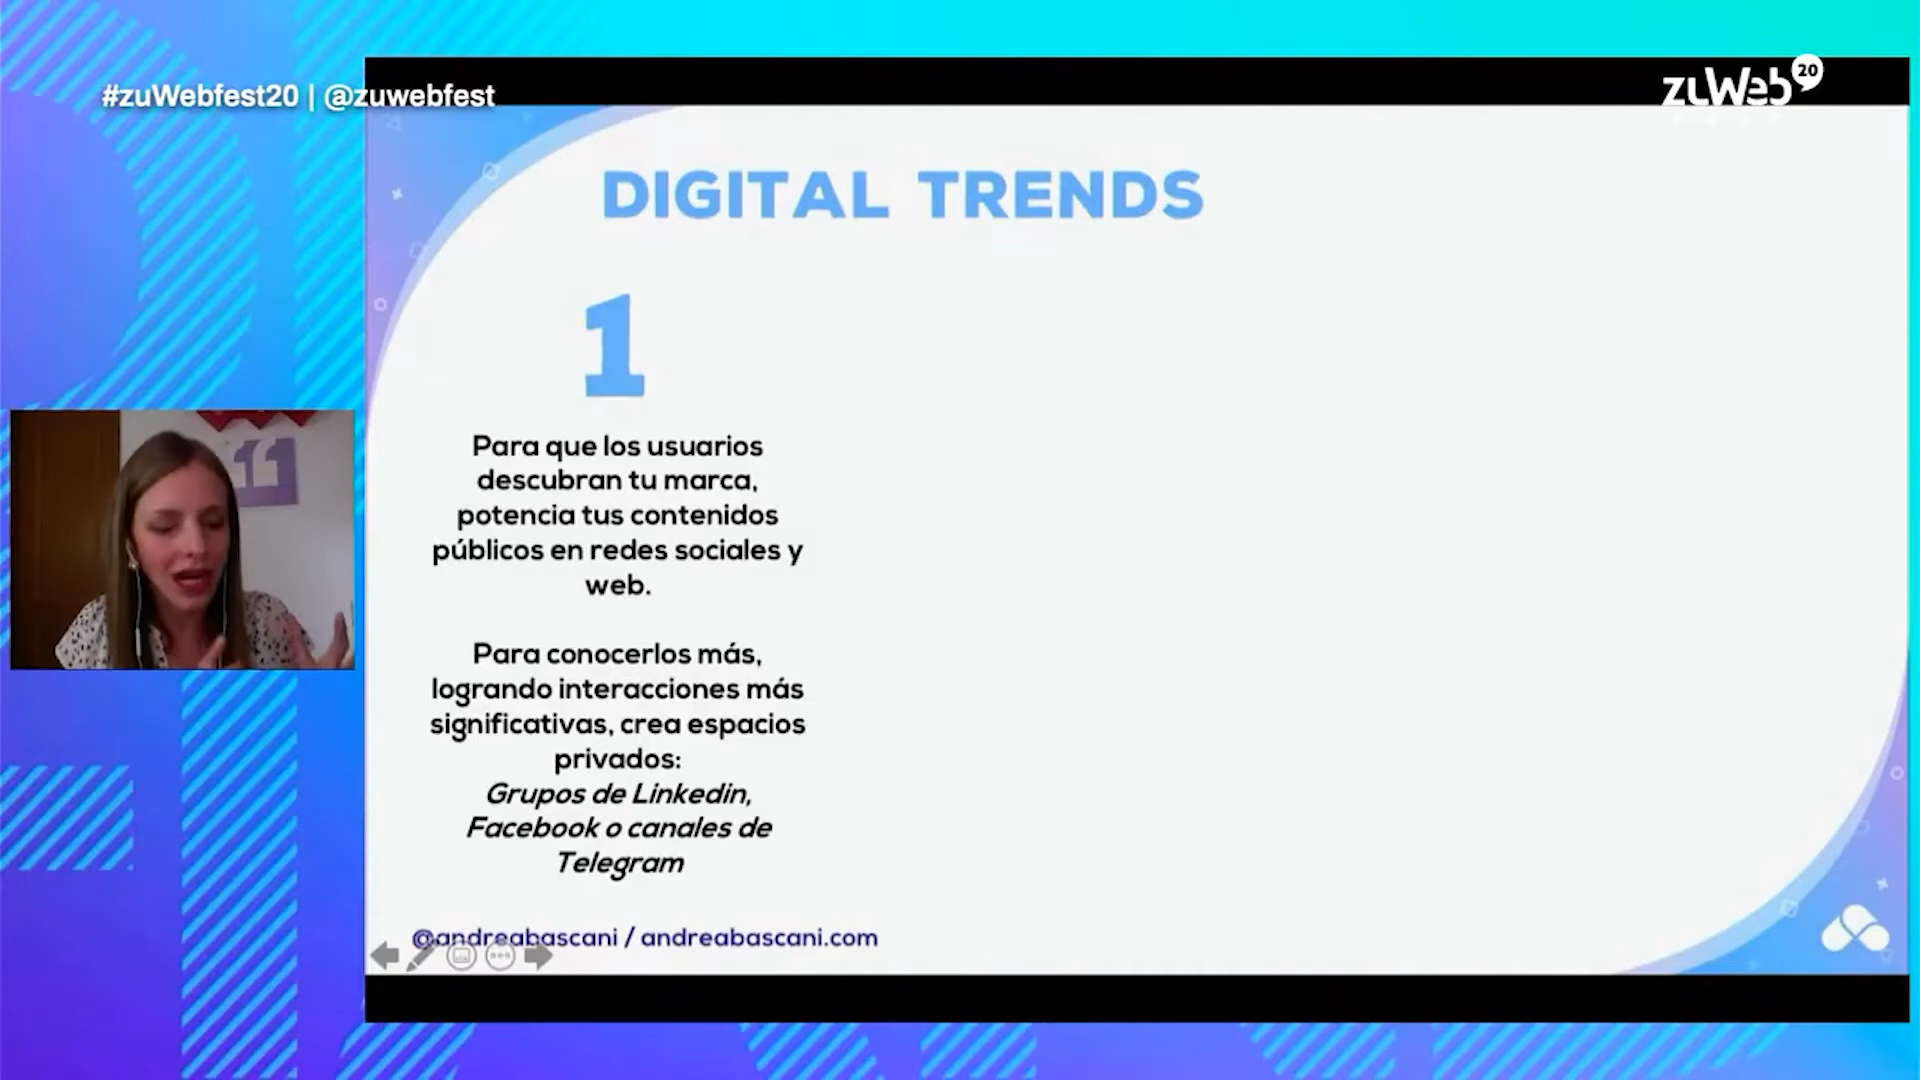 #zuWebfest20 | @zuwebfest
zuWeb 20
DIGITAL TRENDS
1
Para que los usuarios
descubran tu marca,
potencia tus contenidos
públicos en redes sociales y
web.
Para conocerlos más,
logrando interacciones más
significativas, crea espacios
privados:
Grupos de Linkedin,
Facebook o canales de
Telegram
@andreabascani / andreabascani.com